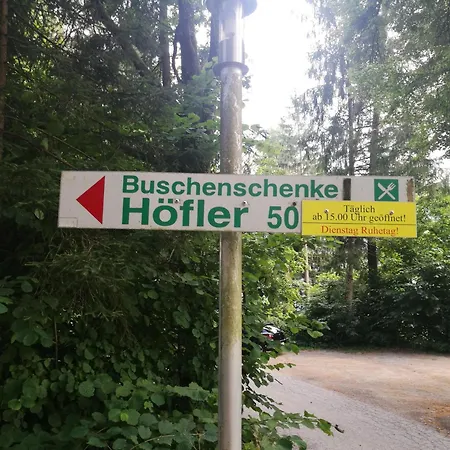 Buschenschenke
Höfler 50
Täglich
ab 15.00 Uhr geöffnet!
Dienstag Ruhetag!